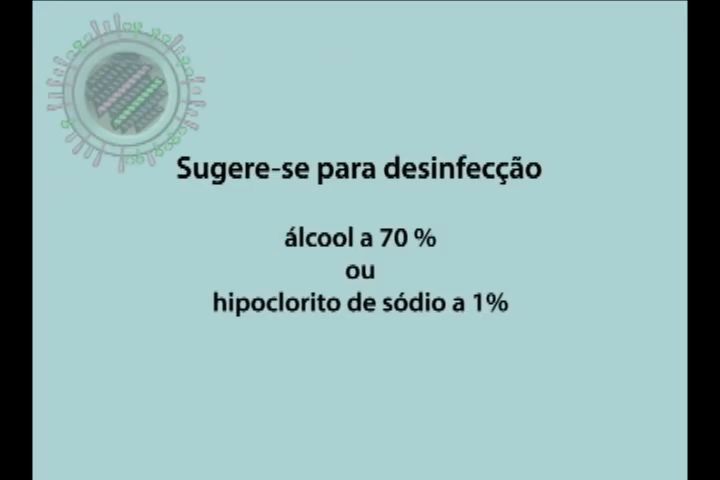 Sugere-se para desinfecção
álcool a 70 %
ou
hipoclorito de sódio a 1%